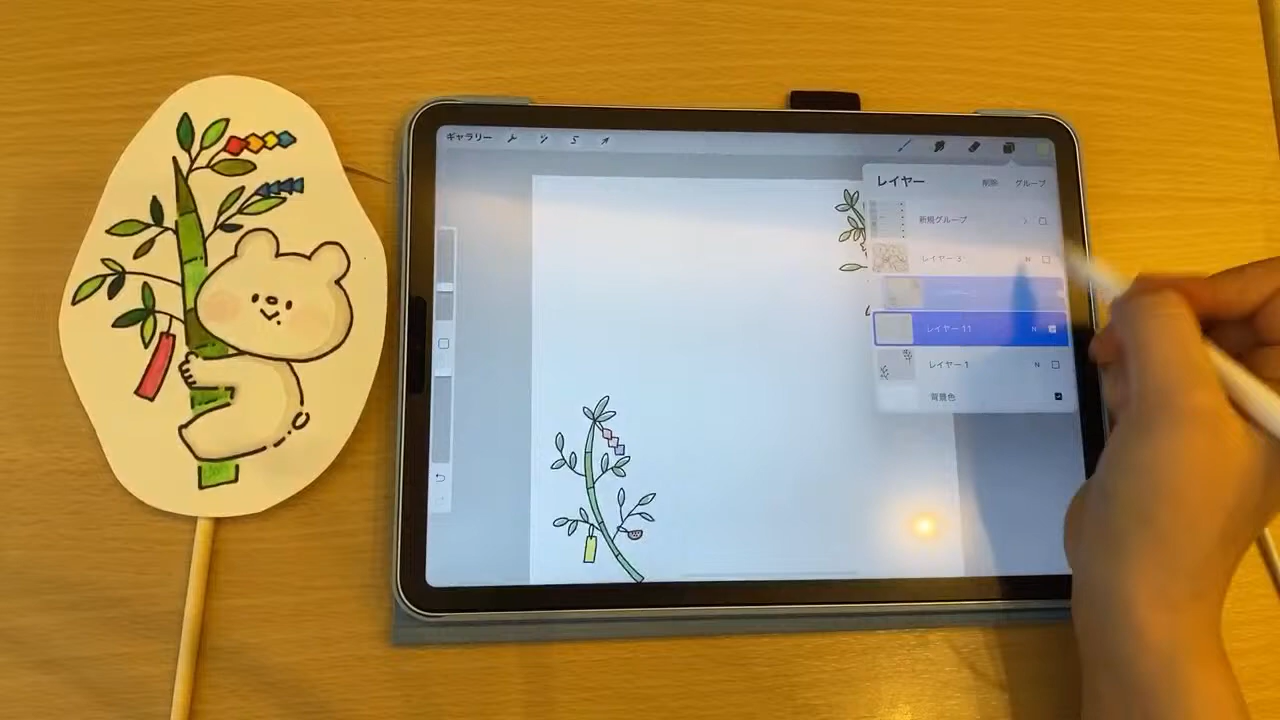 ギャラリー
レイヤー 削除 グループ
新規グループ
レイヤー 3 N
レイヤー 11 N
レイヤー 1 N
背景色